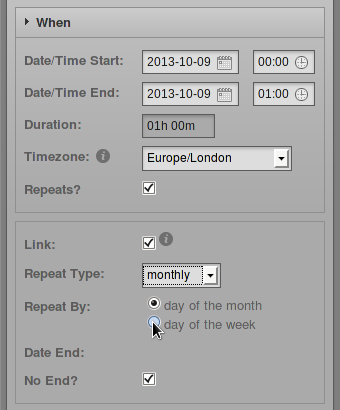 When
Date/Time Start: 2013-10-09 00:00
Date/Time End: 2013-10-09 01:00
Duration: 01h 00m
Timezone: Europe/London
Repeats?
Link:
Repeat Type: monthly
Repeat By: day of the month
day of the week
Date End:
No End?